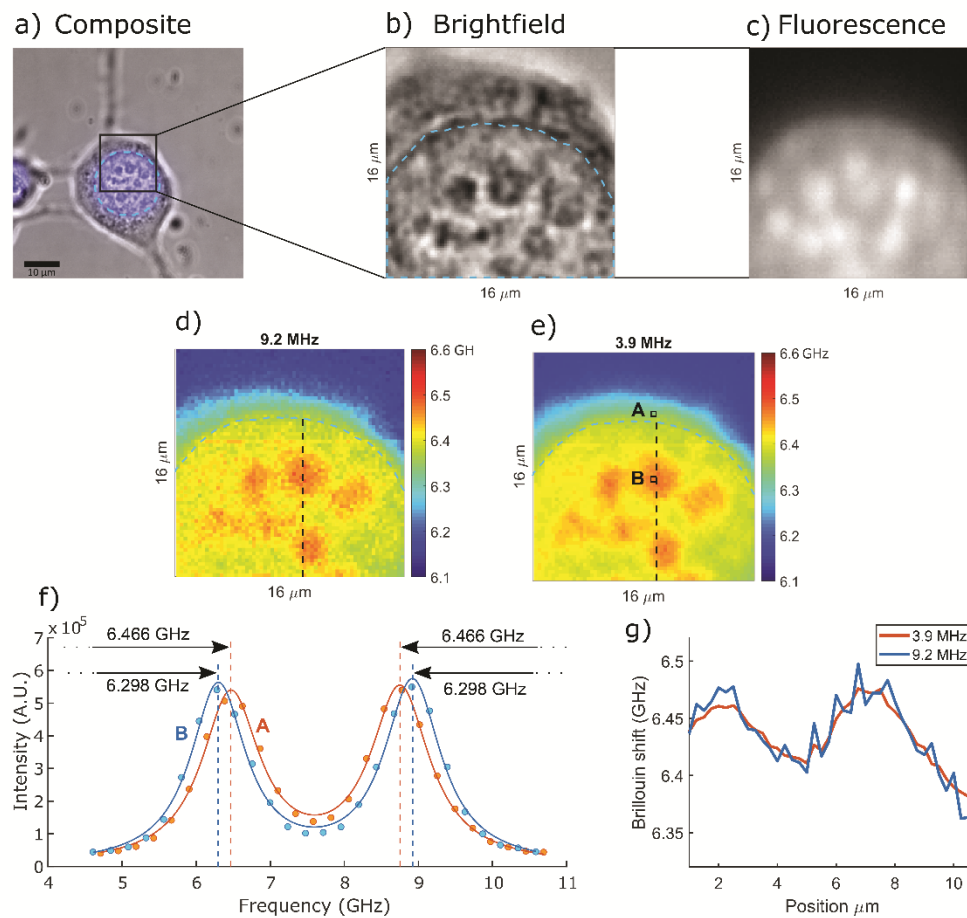 a) Composite
b) Brightfield
c) Fluorescence
10 μm
16 μm
16 μm
16 μm
16 μm
d)
9.2 MHz
6.6 GH
6.5
6.4
6.3
6.2
6.1
16 μm
16 μm
e)
3.9 MHz
A
B
6.6 GHz
6.5
6.4
6.3
6.2
6.1
16 μm
16 μm
f)
× 10⁵
7
6
5
4
3
2
1
0
Intensity (A.U.)
6.466 GHz
6.298 GHz
6.466 GHz
6.298 GHz
B
A
4 5 6 7 8 9 10 11
Frequency (GHz)
g)
3.9 MHz
9.2 MHz
6.5
6.45
6.4
6.35
Brillouin shift (GHz)
2 4 6 8 10
Position μm